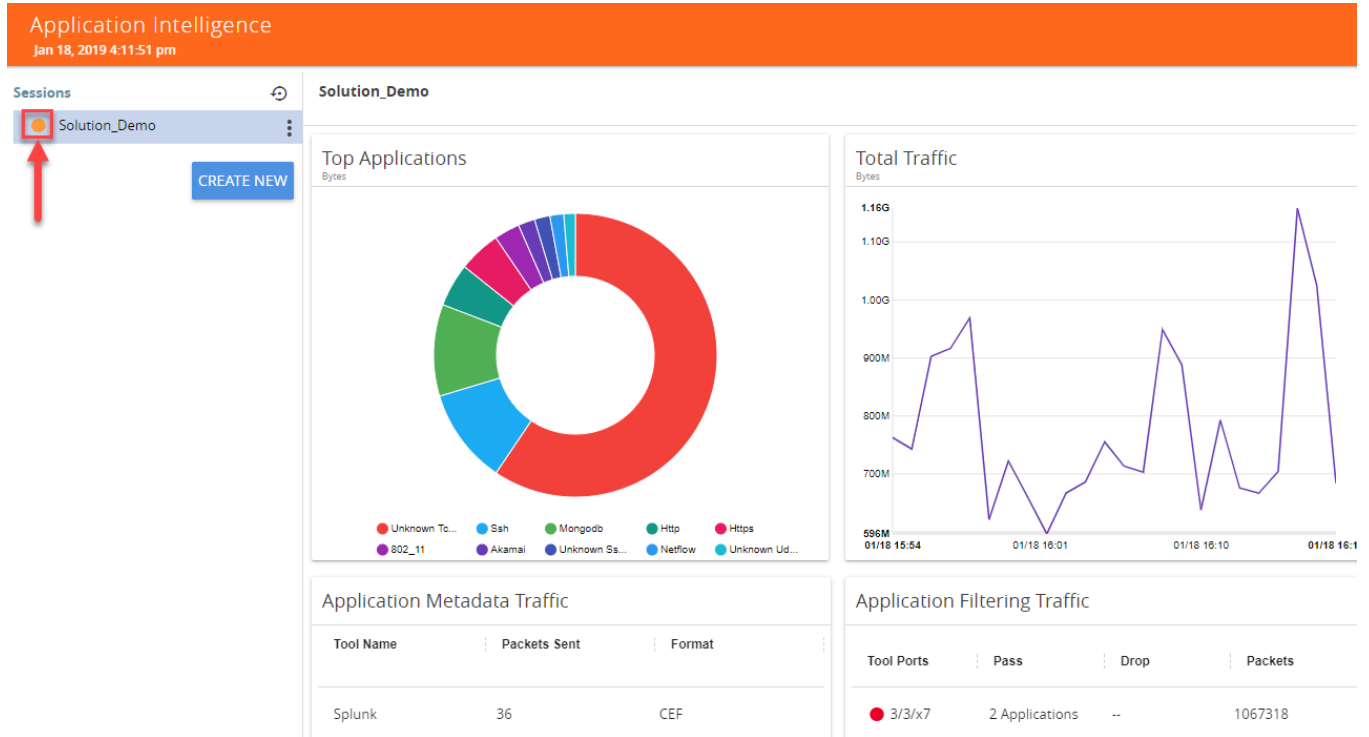 Application Intelligence
Jan 18, 2019 4:11:51 pm
Sessions
Solution_Demo
CREATE NEW
Solution_Demo
Top Applications
Bytes
Unknown Tc... Ssh Mongodb Http Https
802_11 Akamai Unknown Ss... Netflow Unknown Ud...
Total Traffic
Bytes
1.16G
1.10G
1.00G
900M
800M
700M
596M
01/18 15:54 01/18 16:01 01/18 16:10 01/18 16:1
Application Metadata Traffic
Tool Name Packets Sent Format
Splunk 36 CEF
Application Filtering Traffic
Tool Ports Pass Drop Packets
3/3/x7 2 Applications -- 1067318